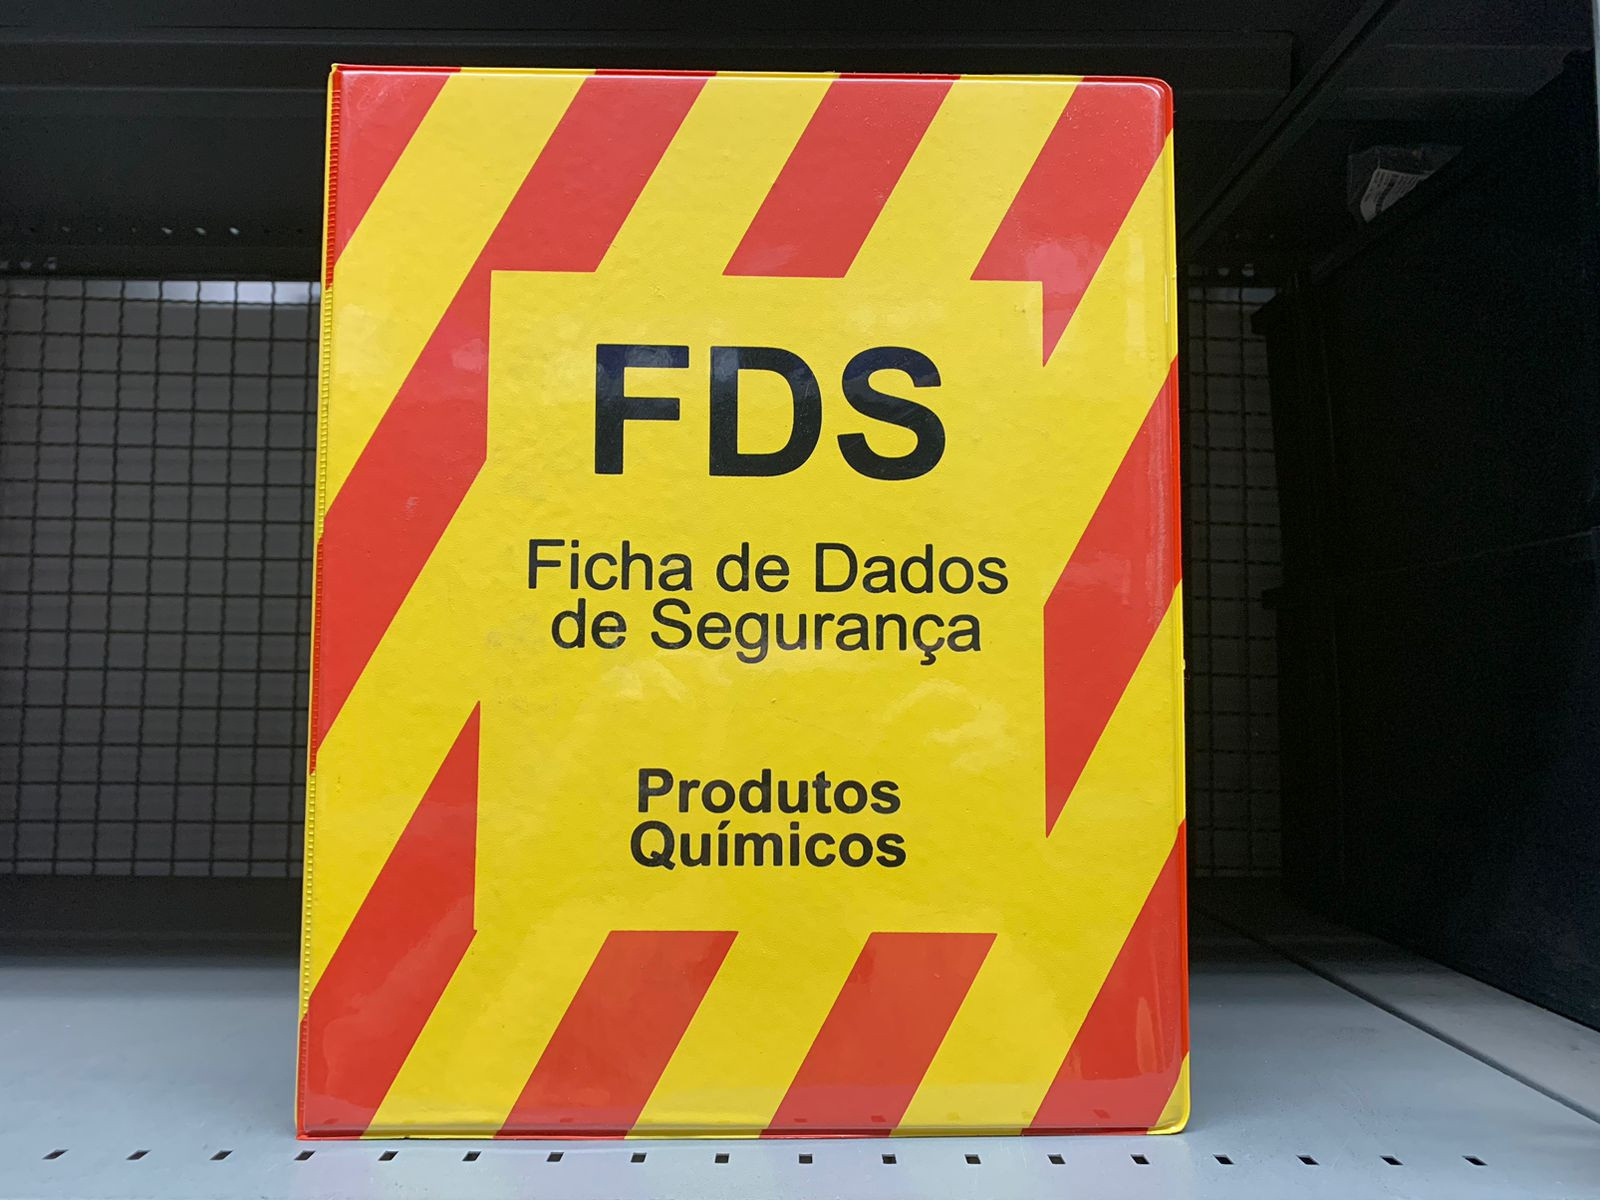 FDS
Ficha de Dados
de Segurança
Produtos
Químicos